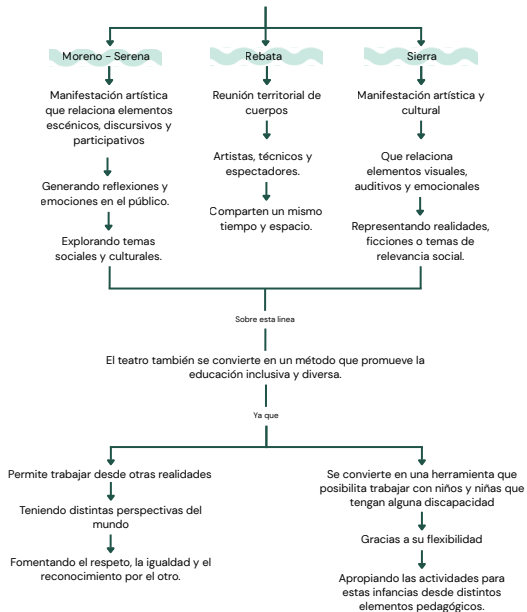 Moreno - Serena
Manifestación artística
que relaciona elementos
escénicos, discursivos y
participativos
Generando reflexiones y
emociones en el público.
Explorando temas
sociales y culturales.
Rebata
Reunión territorial de
cuerpos
Artistas, técnicos y
espectadores.
Comparten un mismo
tiempo y espacio.
Sierra
Manifestación artística y
cultural
Que relaciona
elementos visuales,
auditivos y emocionales
Representando realidades,
ficciones o temas de
relevancia social.
Sobre esta linea
El teatro también se convierte en un método que promueve la
educación inclusiva y diversa.
Ya que
Permite trabajar desde otras realidades
Teniendo distintas perspectivas del
mundo
Fomentando el respeto, la igualdad y el
reconocimiento por el otro.
Se convierte en una herramienta que
posibilita trabajar con niños y niñas que
tengan alguna discapacidad
Gracias a su flexibilidad
Apropiando las actividades para
estas infancias desde distintos
elementos pedagógicos.